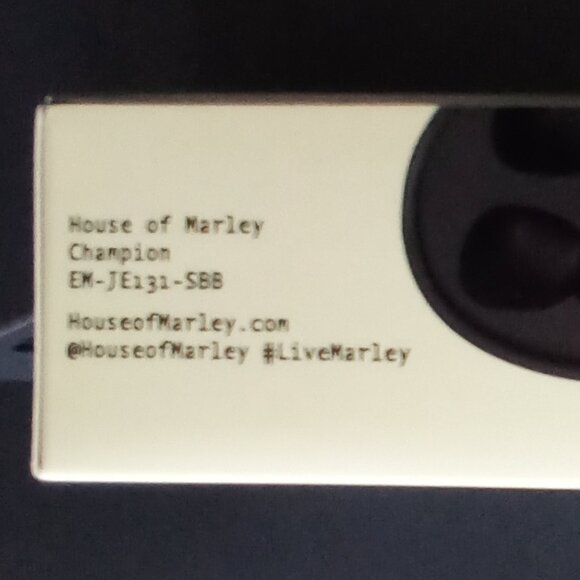 House of Marley
Champion
EM-JE131-SBB
HouseofMarley.com
@HouseofMarley #LiveMarley